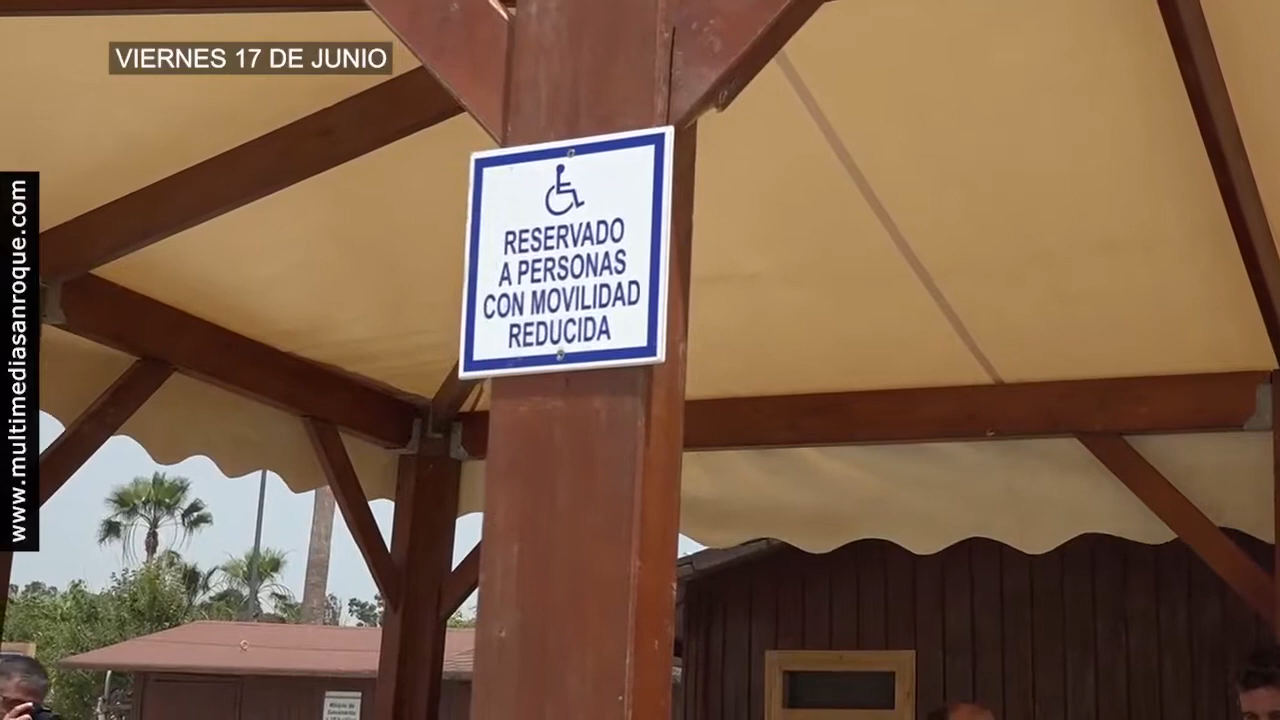 VIERNES 17 DE JUNIO
www.multimediasanroque.com
RESERVADO
A PERSONAS
CON MOVILIDAD
REDUCIDA